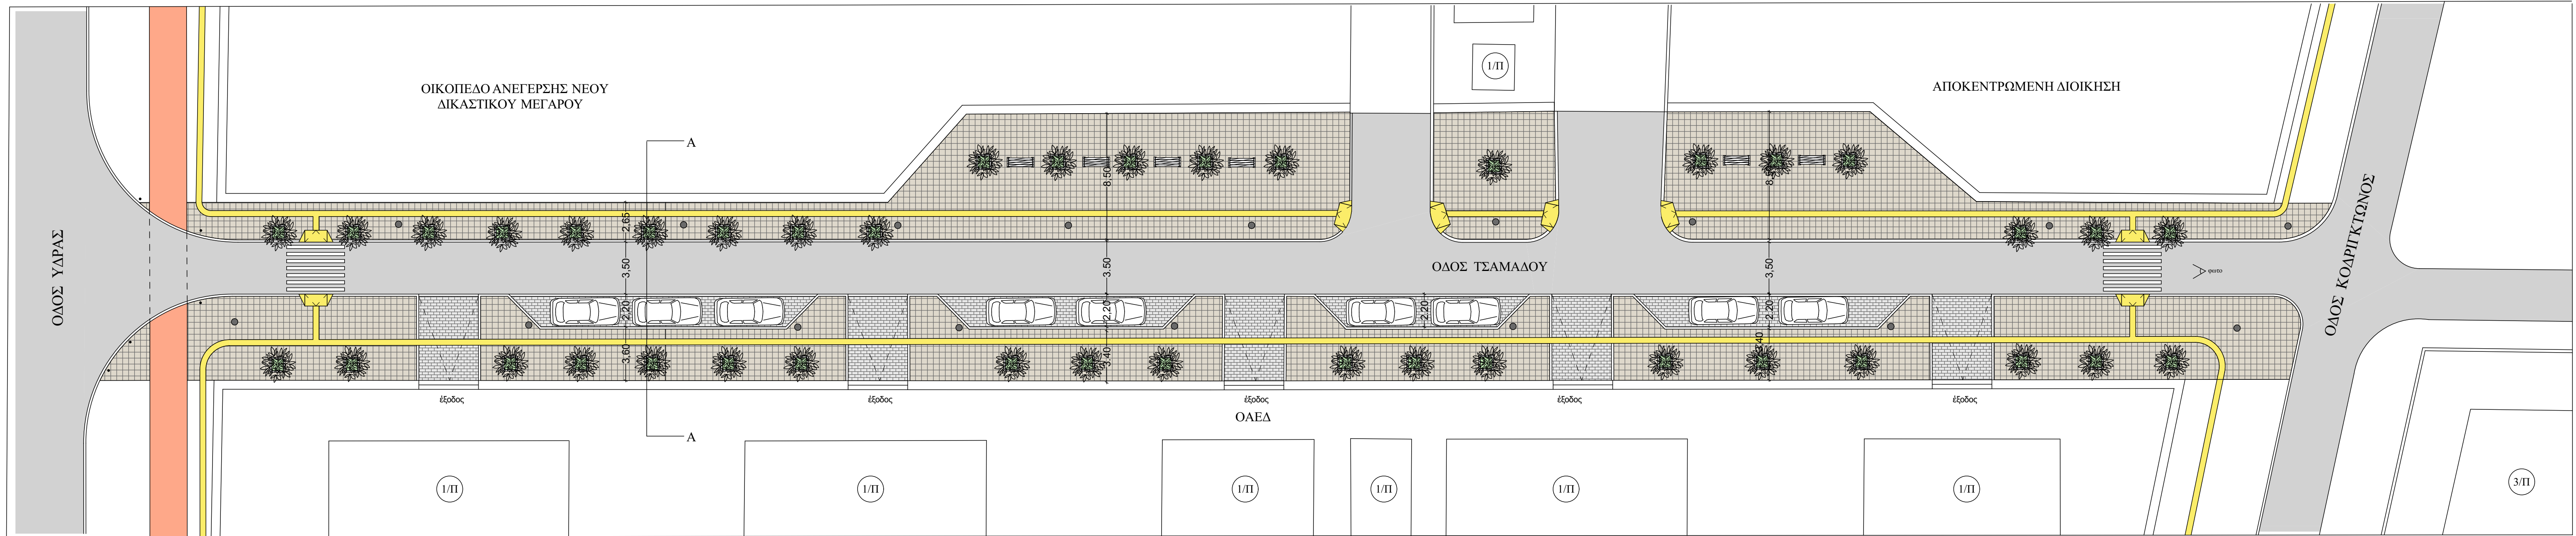 1/Π
ΟΙΚΟΠΕΔΟ ΑΝΕΓΕΡΣΗΣ ΝΕΟΥ
ΔΙΚΑΣΤΙΚΟΥ ΜΕΓΑΡΟΥ
ΑΠΟΚΕΝΤΡΩΜΕΝΗ ΔΙΟΙΚΗΣΗ
A
8.50
2,65
ΟΔΟΣ ΥΔΡΑΣ
3,50
3.50
ΟΔΟΣ ΤΣΑΜΑΔΟΥ
3,50
φωτο
ΟΔΟΣ ΚΟΔΡΙΓΚΤΩΝΟΣ
2,20
2,20
2,20
2,20
3,60
3.40
3,40
έξοδος
έξοδος
έξοδος
έξοδος
έξοδος
ΟΑΕΔ
A
1/Π
1/Π
1/Π
1/Π
1/Π
1/Π
3/Π